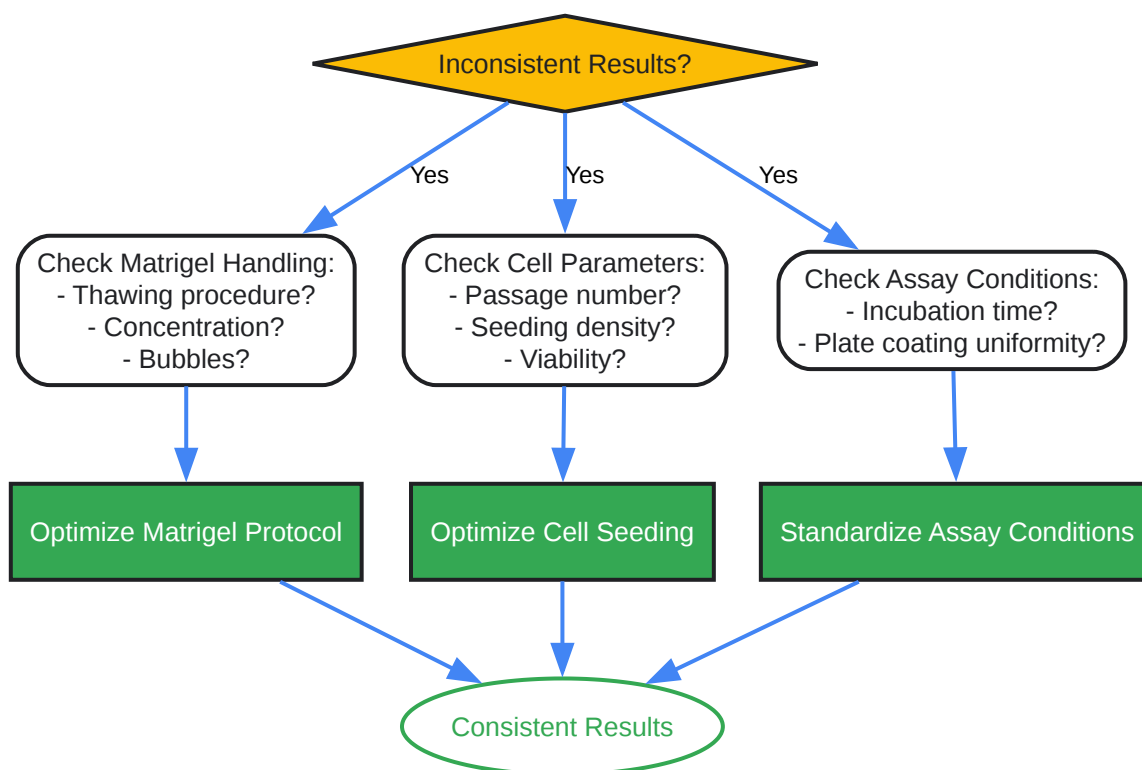 Inconsistent Results?
Yes
Yes
Yes
Check Matrigel Handling:
- Thawing procedure?
- Concentration?
- Bubbles?
Check Cell Parameters:
- Passage number?
- Seeding density?
- Viability?
Check Assay Conditions:
- Incubation time?
- Plate coating uniformity?
Optimize Matrigel Protocol
Optimize Cell Seeding
Standardize Assay Conditions
Consistent Results